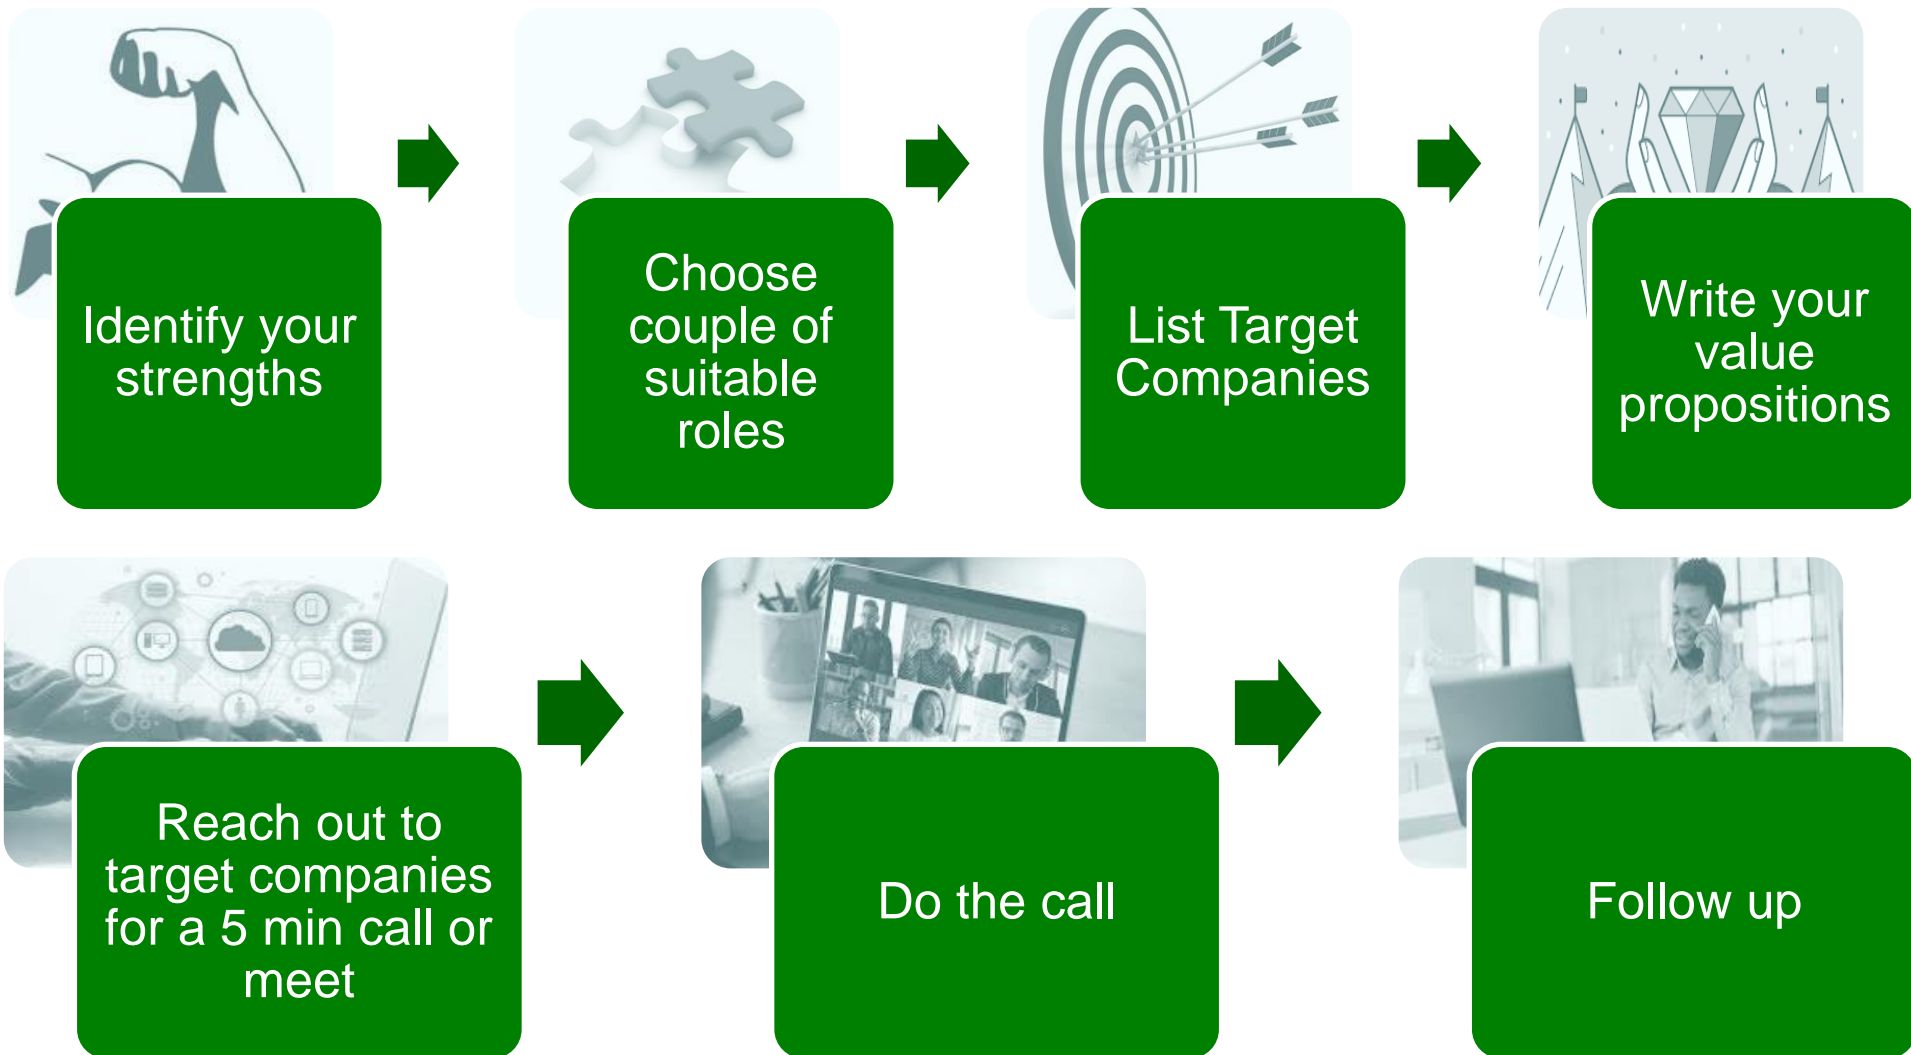 Identify your
strengths
Choose
couple of
suitable
roles
List Target
Companies
Write your
value
propositions
Reach out to
target companies
for a 5 min call or
meet
Do the call
Follow up